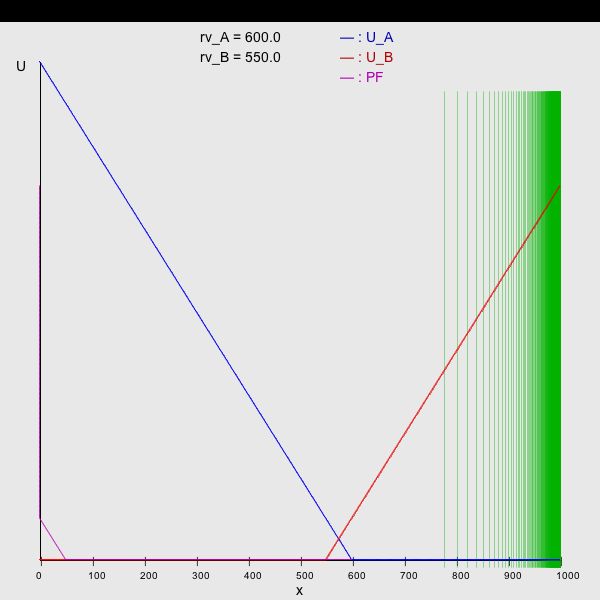 rv_A = 600.0 — : U_A
rv_B = 550.0 — : U_B
— : PF
U
0 100 200 300 400 500 600 700 800 900 1000
x